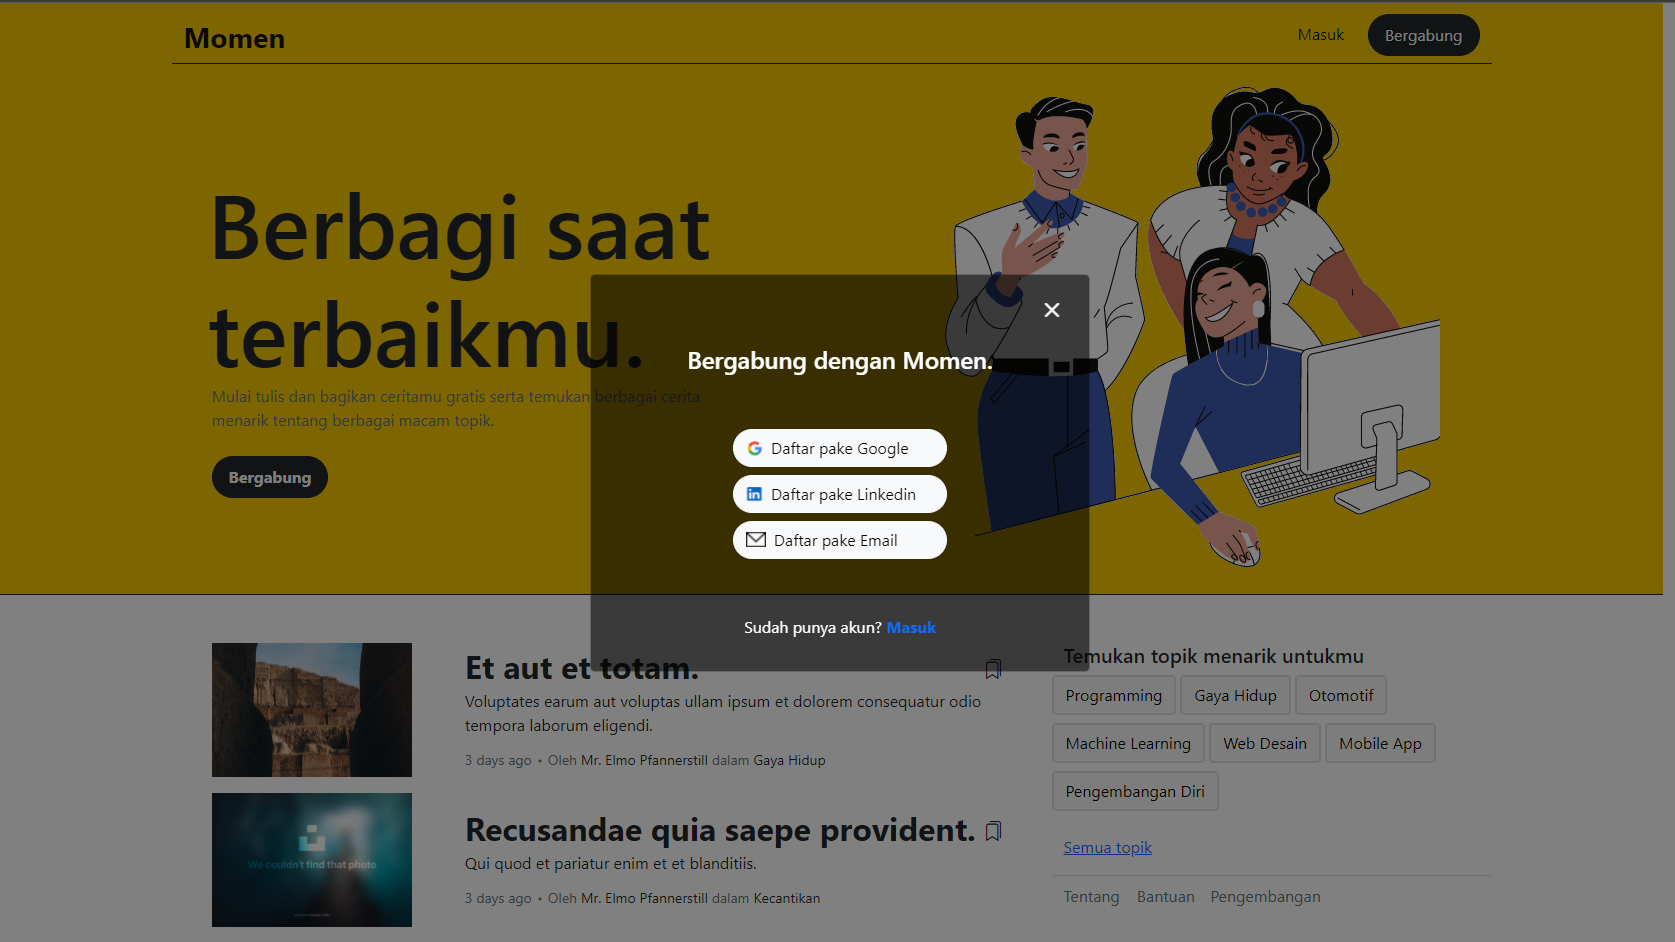 Momen
Masuk
Bergabung
Berbagi saat
terbaikmu.
Mulai tulis dan bagikan ceritamu gratis serta temukan berbagai cerita
menarik tentang berbagai macam topik.
Bergabung
Bergabung dengan Momen.
Daftar pake Google
Daftar pake Linkedin
Daftar pake Email
Sudah punya akun? Masuk
Et aut et totam.
Voluptates earum aut voluptas ullam ipsum et dolorem consequatur odio
tempora laborum eligendi.
3 days ago • Oleh Mr. Elmo Pfannerstill dalam Gaya Hidup
We couldn't find that photo
Recusandae quia saepe provident.
Qui quod et pariatur enim et et blanditiis.
3 days ago • Oleh Mr. Elmo Pfannerstill dalam Kecantikan
Temukan topik menarik untukmu
Programming
Gaya Hidup
Otomotif
Machine Learning
Web Desain
Mobile App
Pengembangan Diri
Semua topik
Tentang
Bantuan
Pengembangan